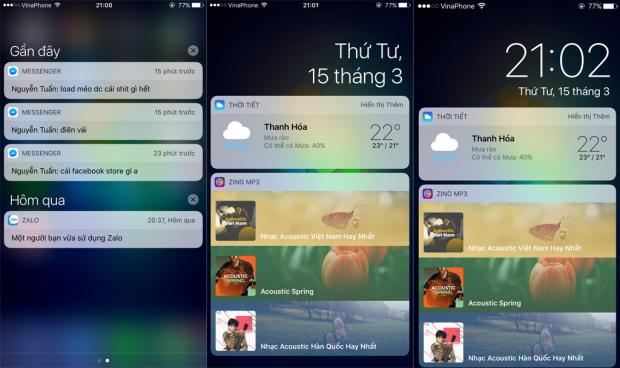 VinaPhone 21:00 77%
Gần đây
MESSENGER 15 phút trước
Nguyễn Tuấn: load méo dc cái shit gì hết
MESSENGER 15 phút trước
Nguyễn Tuấn: điên vái
MESSENGER 23 phút trước
Nguyễn Tuấn: cái facebook store gì a
Hôm qua
ZALO 20:37, Hôm qua
Một người bạn vừa sử dụng Zalo
VinaPhone 21:01 77%
Thứ Tư,
15 tháng 3
THỜI TIẾT Hiển thị Thêm
Thanh Hóa 22°
Mưa rào
Có thể có Mưa: 40% 23° / 21°
ZING MP3
Acoustic Việt Nam
Nhạc Acoustic Việt Nam Hay Nhất
ACOUSTIC SPRING
Acoustic Spring
Nhạc Acoustic Hàn Quốc Hay Nhất
VinaPhone 77%
21:02
Thứ Tư, 15 tháng 3
THỜI TIẾT Hiển thị Thêm
Thanh Hóa 22°
Mưa rào
Có thể có Mưa: 40% 23° / 21°
ZING MP3
Acoustic Việt Nam
Nhạc Acoustic Việt Nam Hay Nhất
ACOUSTIC SPRING
Acoustic Spring
Nhạc Acoustic Hàn Quốc Hay Nhất